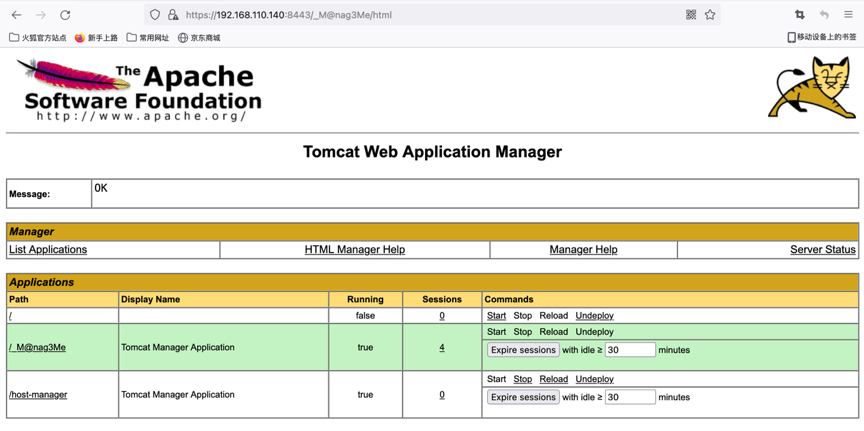 https://192.168.110.140:8443/_M@nag3Me/html
火狐官方站点 新手上路 常用网址 京东商城 移动设备上的书签
The Apache
Software Foundation
http://www.apache.org/
Tomcat Web Application Manager
Message: OK
Manager
List Applications HTML Manager Help Manager Help Server Status
Applications
Path Display Name Running Sessions Commands
/ false 0 Start Stop Reload Undeploy
Start Stop Reload Undeploy
/_M@nag3Me Tomcat Manager Application true 4
Expire sessions with idle ≥ 30 minutes
Start Stop Reload Undeploy
/host-manager Tomcat Manager Application true 0
Expire sessions with idle ≥ 30 minutes